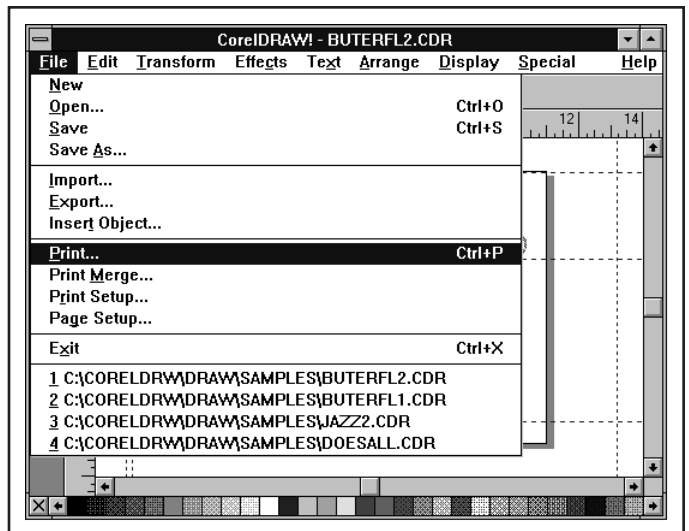 CorelDRAW! - BUTERFL2.CDR
File Edit Transform Effects Text Arrange Display Special Help
New
Open... Ctrl+O
Save Ctrl+S
12 14
Save As...
Import...
Export...
Insert Object...
Print... Ctrl+P
Print Merge...
Print Setup...
Page Setup...
Exit Ctrl+X
1 C:\CORELDRW\DRAW\SAMPLES\BUTERFL2.CDR
2 C:\CORELDRW\DRAW\SAMPLES\BUTERFL1.CDR
3 C:\CORELDRW\DRAW\SAMPLES\JAZZ2.CDR
4 C:\CORELDRW\DRAW\SAMPLES\DOESALL.CDR